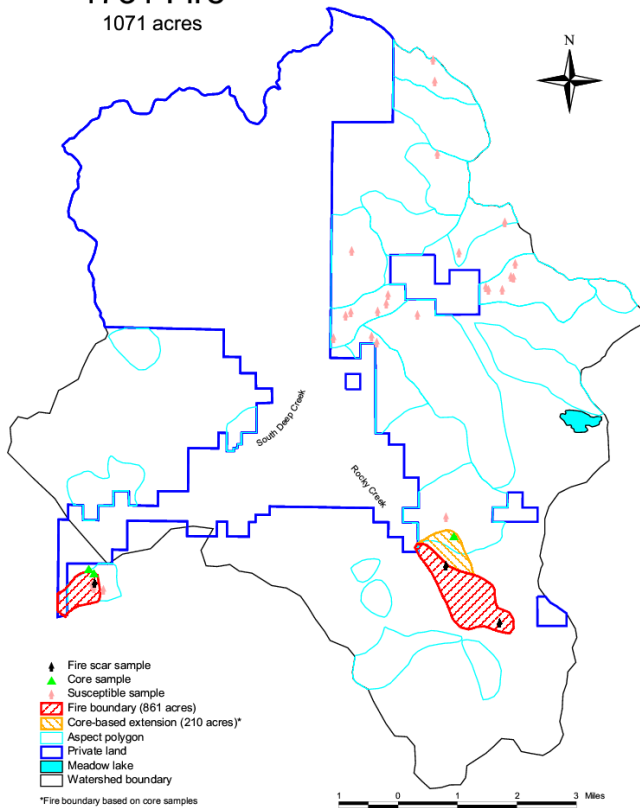 1071 acres
N
South Deep Creek
Rocky Creek
Fire scar sample
Core sample
Susceptible sample
Fire boundary (861 acres)
Core-based extension (210 acres)*
Aspect polygon
Private land
Meadow lake
Watershed boundary
*Fire boundary based on core samples
1 0 1 2 3 Miles